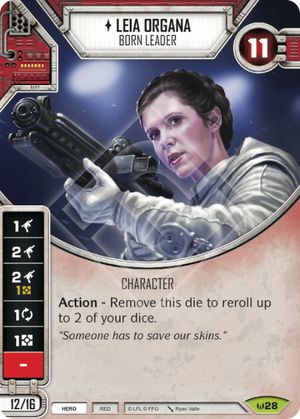 LEIA ORGANA
BORN LEADER
11
1
2
2
1
1
1
–
CHARACTER
Action - Remove this die to reroll up
to 2 of your dice.
"Someone has to save our skins."
12/16
HERO
RED
© LFL © FFG
Ryan Valle
28